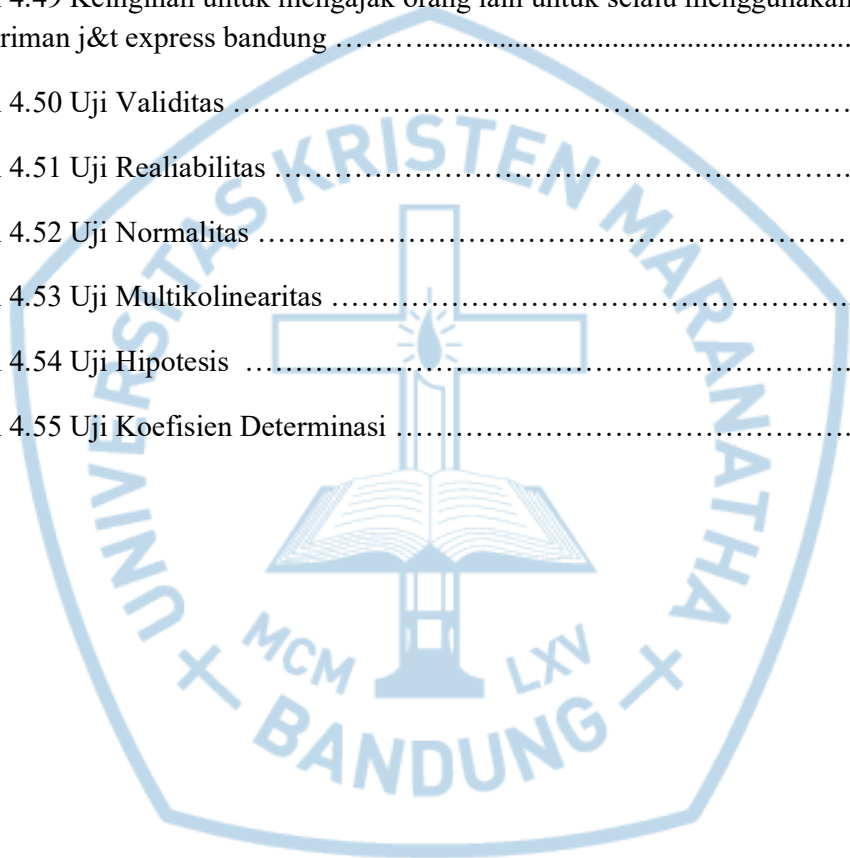 4.49 Keinginan untuk mengajak orang lain untuk selalu menggunakan
riman j&t express bandung ……….............................................................
4.50 Uji Validitas ………………………………………………………….
4.51 Uji Realiabilitas ……………………………………………………..
4.52 Uji Normalitas ………………………………………………………
4.53 Uji Multikolinearitas ……………………………………………….
4.54 Uji Hipotesis ………………………………………………………..
4.55 Uji Koefisien Determinasi ………………………………………….
UNIVERSITAS KRISTEN MARANATHA
MCM LXV
BANDUNG